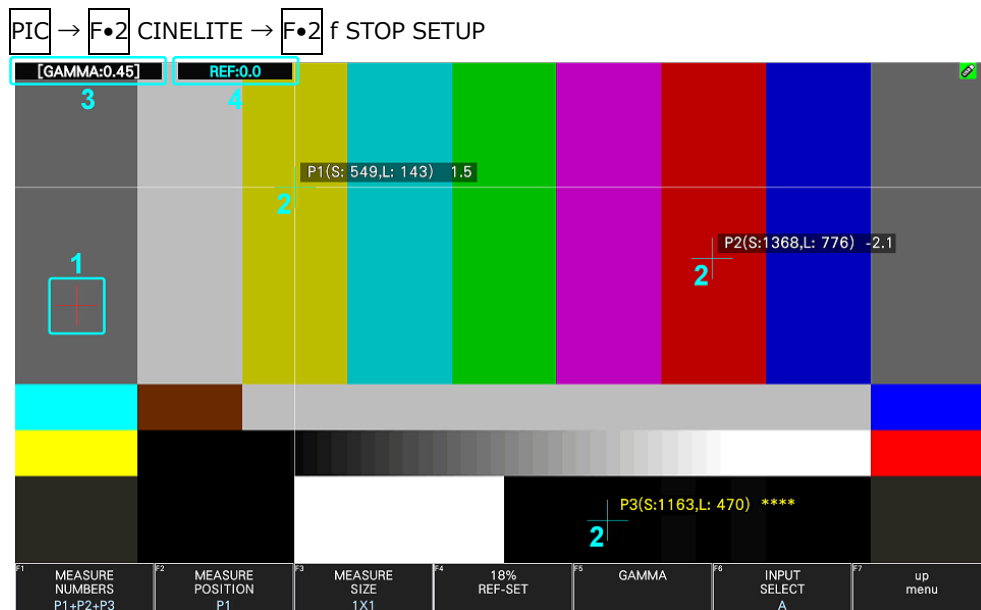 PIC → F•2 CINELITE → F•2 f STOP SETUP
[GAMMA:0.45] REF:0.0
3 4
P1(S: 549,L: 143) 1.5
2
P2(S:1368,L: 776) -2.1
1
2
P3(S:1163,L: 470) ****
2
F1 MEASURE NUMBERS P1+P2+P3
F2 MEASURE POSITION P1
F3 MEASURE SIZE 1X1
F4 18% REF-SET
F5 GAMMA
F6 INPUT SELECT A
F7 up menu